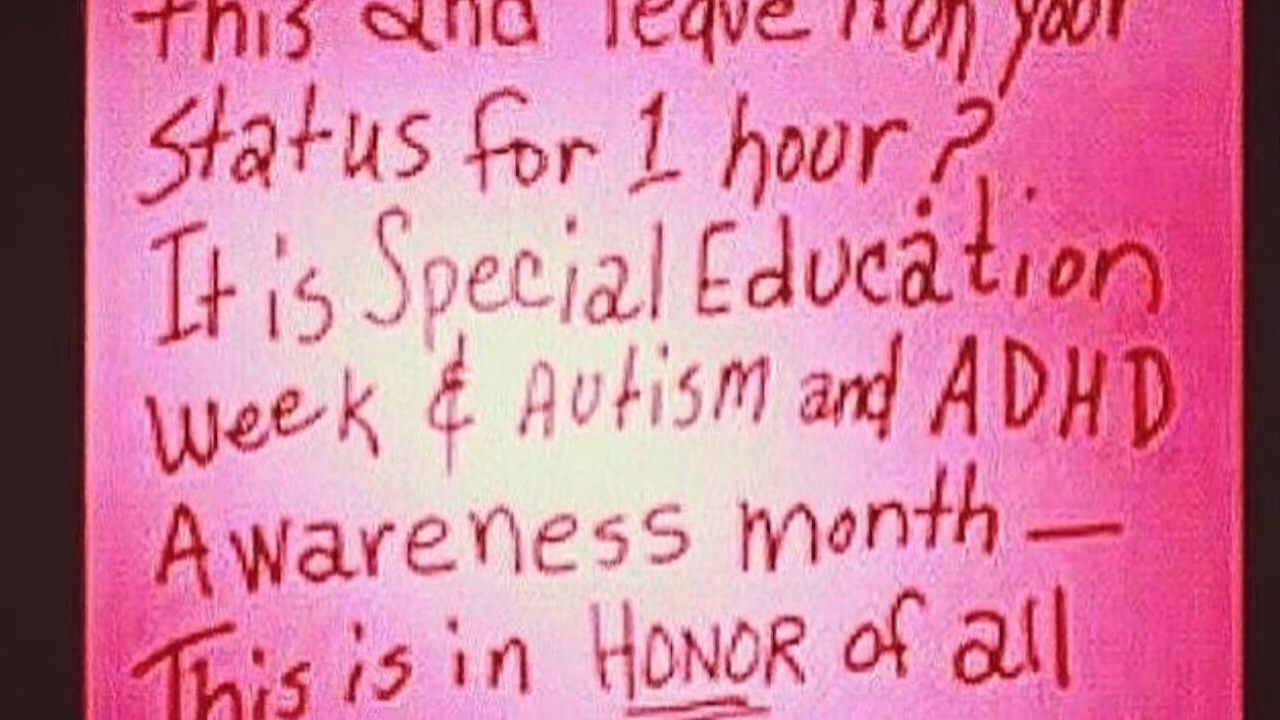 this and leave it on your
status for 1 hour?
It is Special Education
week & Autism and ADHD
Awareness month —
This is in HONOR of all